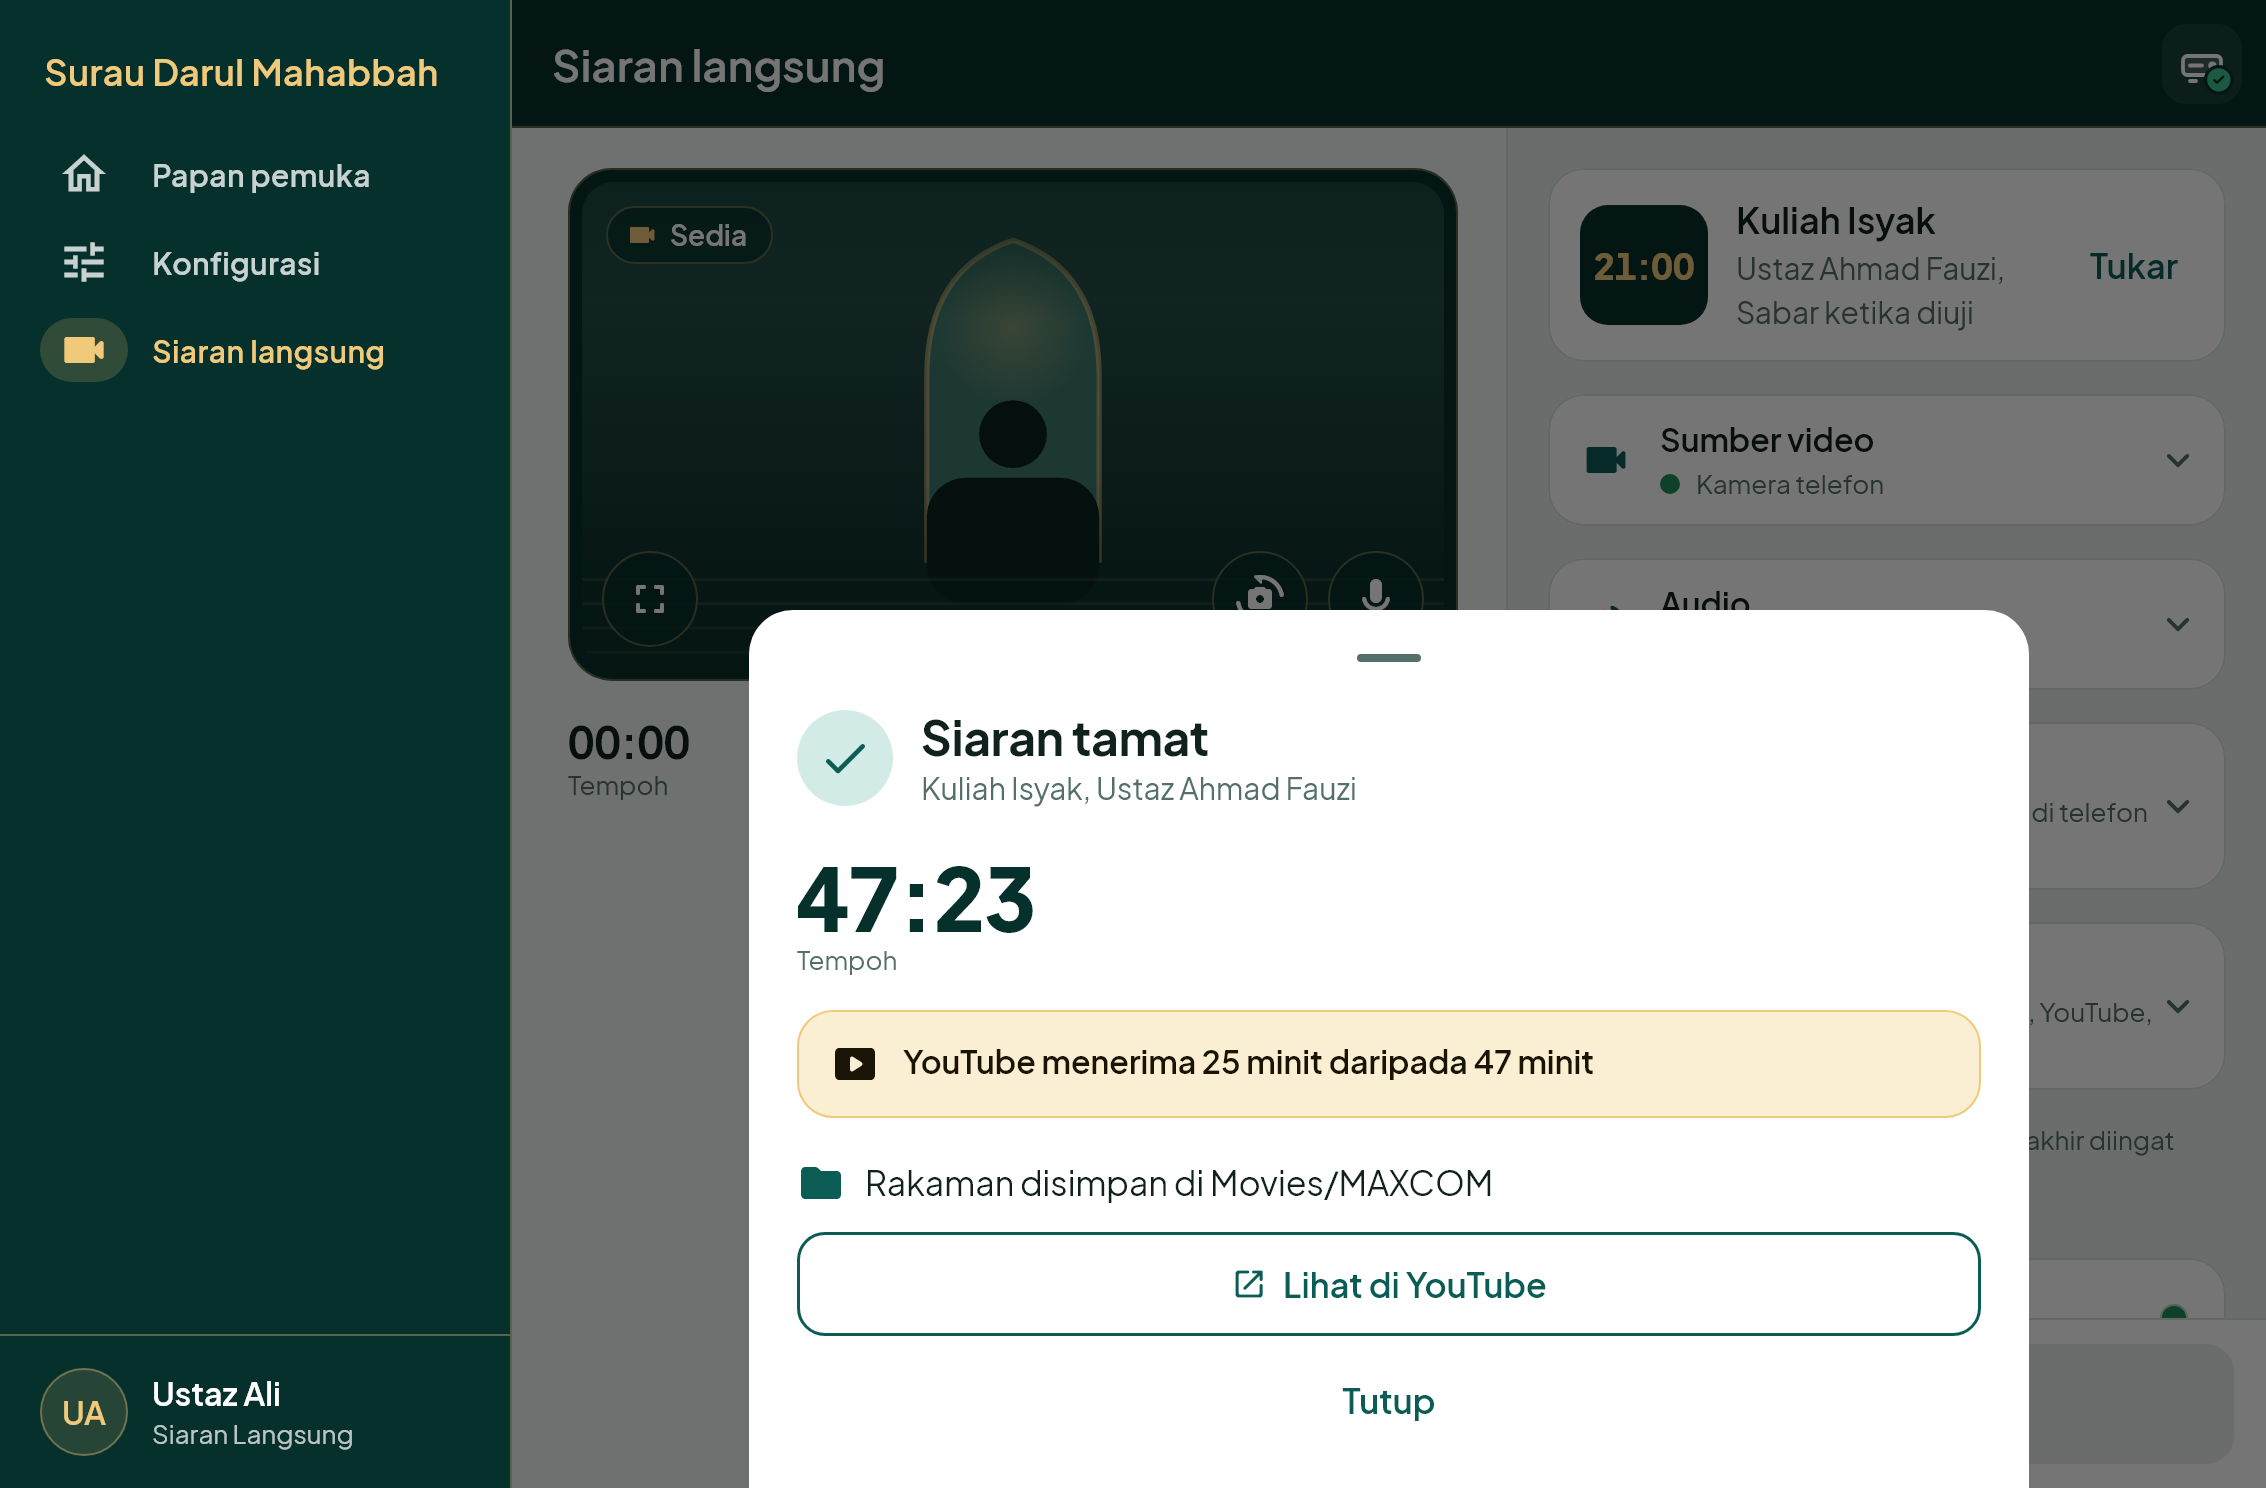 Surau Darul Mahabbah
Papan pemuka
Konfigurasi
Siaran langsung
Ustaz Ali
UA
Siaran Langsung
Siaran langsung
Sedia
00:00
Tempoh
21:00
Kuliah Isyak
Ustaz Ahmad Fauzi,
Sabar ketika diuji
Tukar
Sumber video
Kamera telefon
Audio
di telefon
, YouTube,
akhir diingat
Siaran tamat
Kuliah Isyak, Ustaz Ahmad Fauzi
47:23
Tempoh
YouTube menerima 25 minit daripada 47 minit
Rakaman disimpan di Movies/MAXCOM
Lihat di YouTube
Tutup